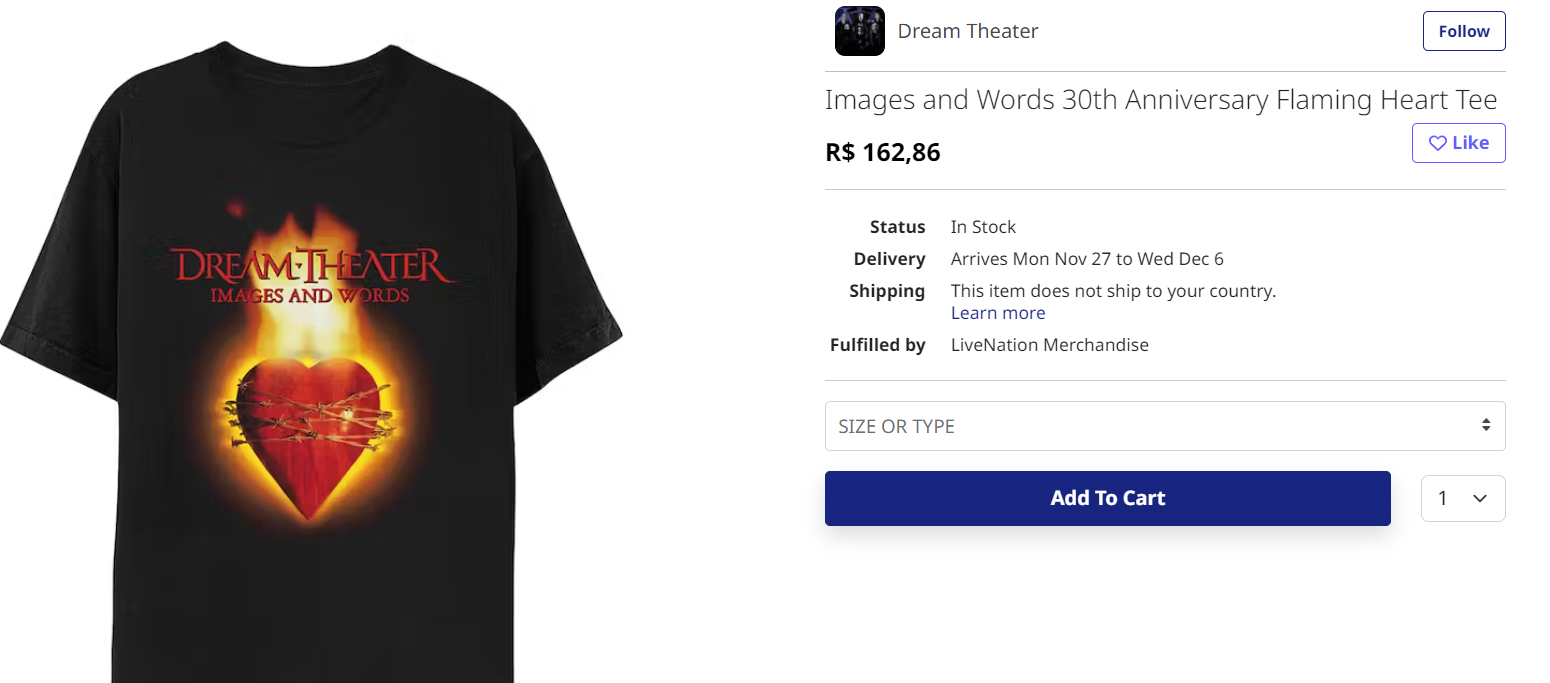 DREAM THEATER
IMAGES AND WORDS
Dream Theater
Follow
Images and Words 30th Anniversary Flaming Heart Tee
R$ 162,86
Like
Status In Stock
Delivery Arrives Mon Nov 27 to Wed Dec 6
Shipping This item does not ship to your country.
Learn more
Fulfilled by LiveNation Merchandise
SIZE OR TYPE
Add To Cart
1